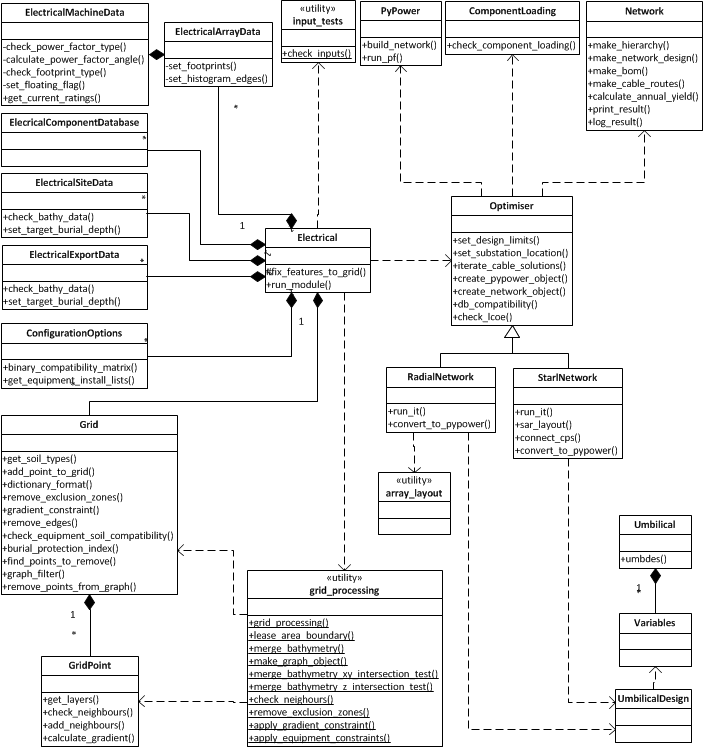 ElectricalMachineData
-check_power_factor_type()
-calculate_power_factor_angle()
-check_footprint_type()
-set_floating_flag()
+get_current_ratings()
ElectricalArrayData
-set_footprints()
-set_histogram_edges()
«utility»
input_tests
+check_inputs()
PyPower
+build_network()
+run_pf()
ComponentLoading
+check_component_loading()
Network
+make_hierarchy()
+make_network_design()
+make_bom()
+make_cable_routes()
+calculate_annual_yield()
+print_result()
+log_result()
ElecricalComponentDatabase
*
*
ElectricalSiteData
*
+check_bathy_data()
+set_target_burial_depth()
ElectricalExportData
*
+check_bathy_data()
+set_target_burial_depth()
1
Electrical
#fix_features_to_grid()
+run_module()
1
Optimiser
+set_design_limits()
+set_substation_location()
+iterate_cable_solutions()
+create_pypower_object()
+create_network_object()
+db_compatibility()
+check_lcoe()
ConfigurationOptions
*
+binary_compatibility_matrix()
+get_equipment_install_lists()
RadialNetwork
+run_it()
+convert_to_pypower()
StarlNetwork
+run_it()
+sar_layout()
+connect_cps()
+convert_to_pypower()
Grid
+get_soil_types()
+add_point_to_grid()
+dictionary_format()
+remove_exclusion_zones()
+gradient_constraint()
+remove_edges()
+check_equipment_soil_compatibility()
+burial_protection_index()
+find_points_to_remove()
+graph_filter()
+remove_points_from_graph()
«utility»
array_layout
Umbilical
+umbdes()
1
*
Variables
UmbilicalDesign
«utility»
grid_processing
+grid_processing()
+lease_area_boundary()
+merge_bathymetry()
+make_graph_object()
+merge_bathymetry_xy_intersection_test()
+merge_bathymetry_z_intersection_test()
+check_neighours()
+remove_exclusion_zones()
+apply_gradient_constraint()
+apply_equipment_constraints()
1
*
GridPoint
+get_layers()
+check_neighbours()
+add_neighbours()
+calculate_gradient()